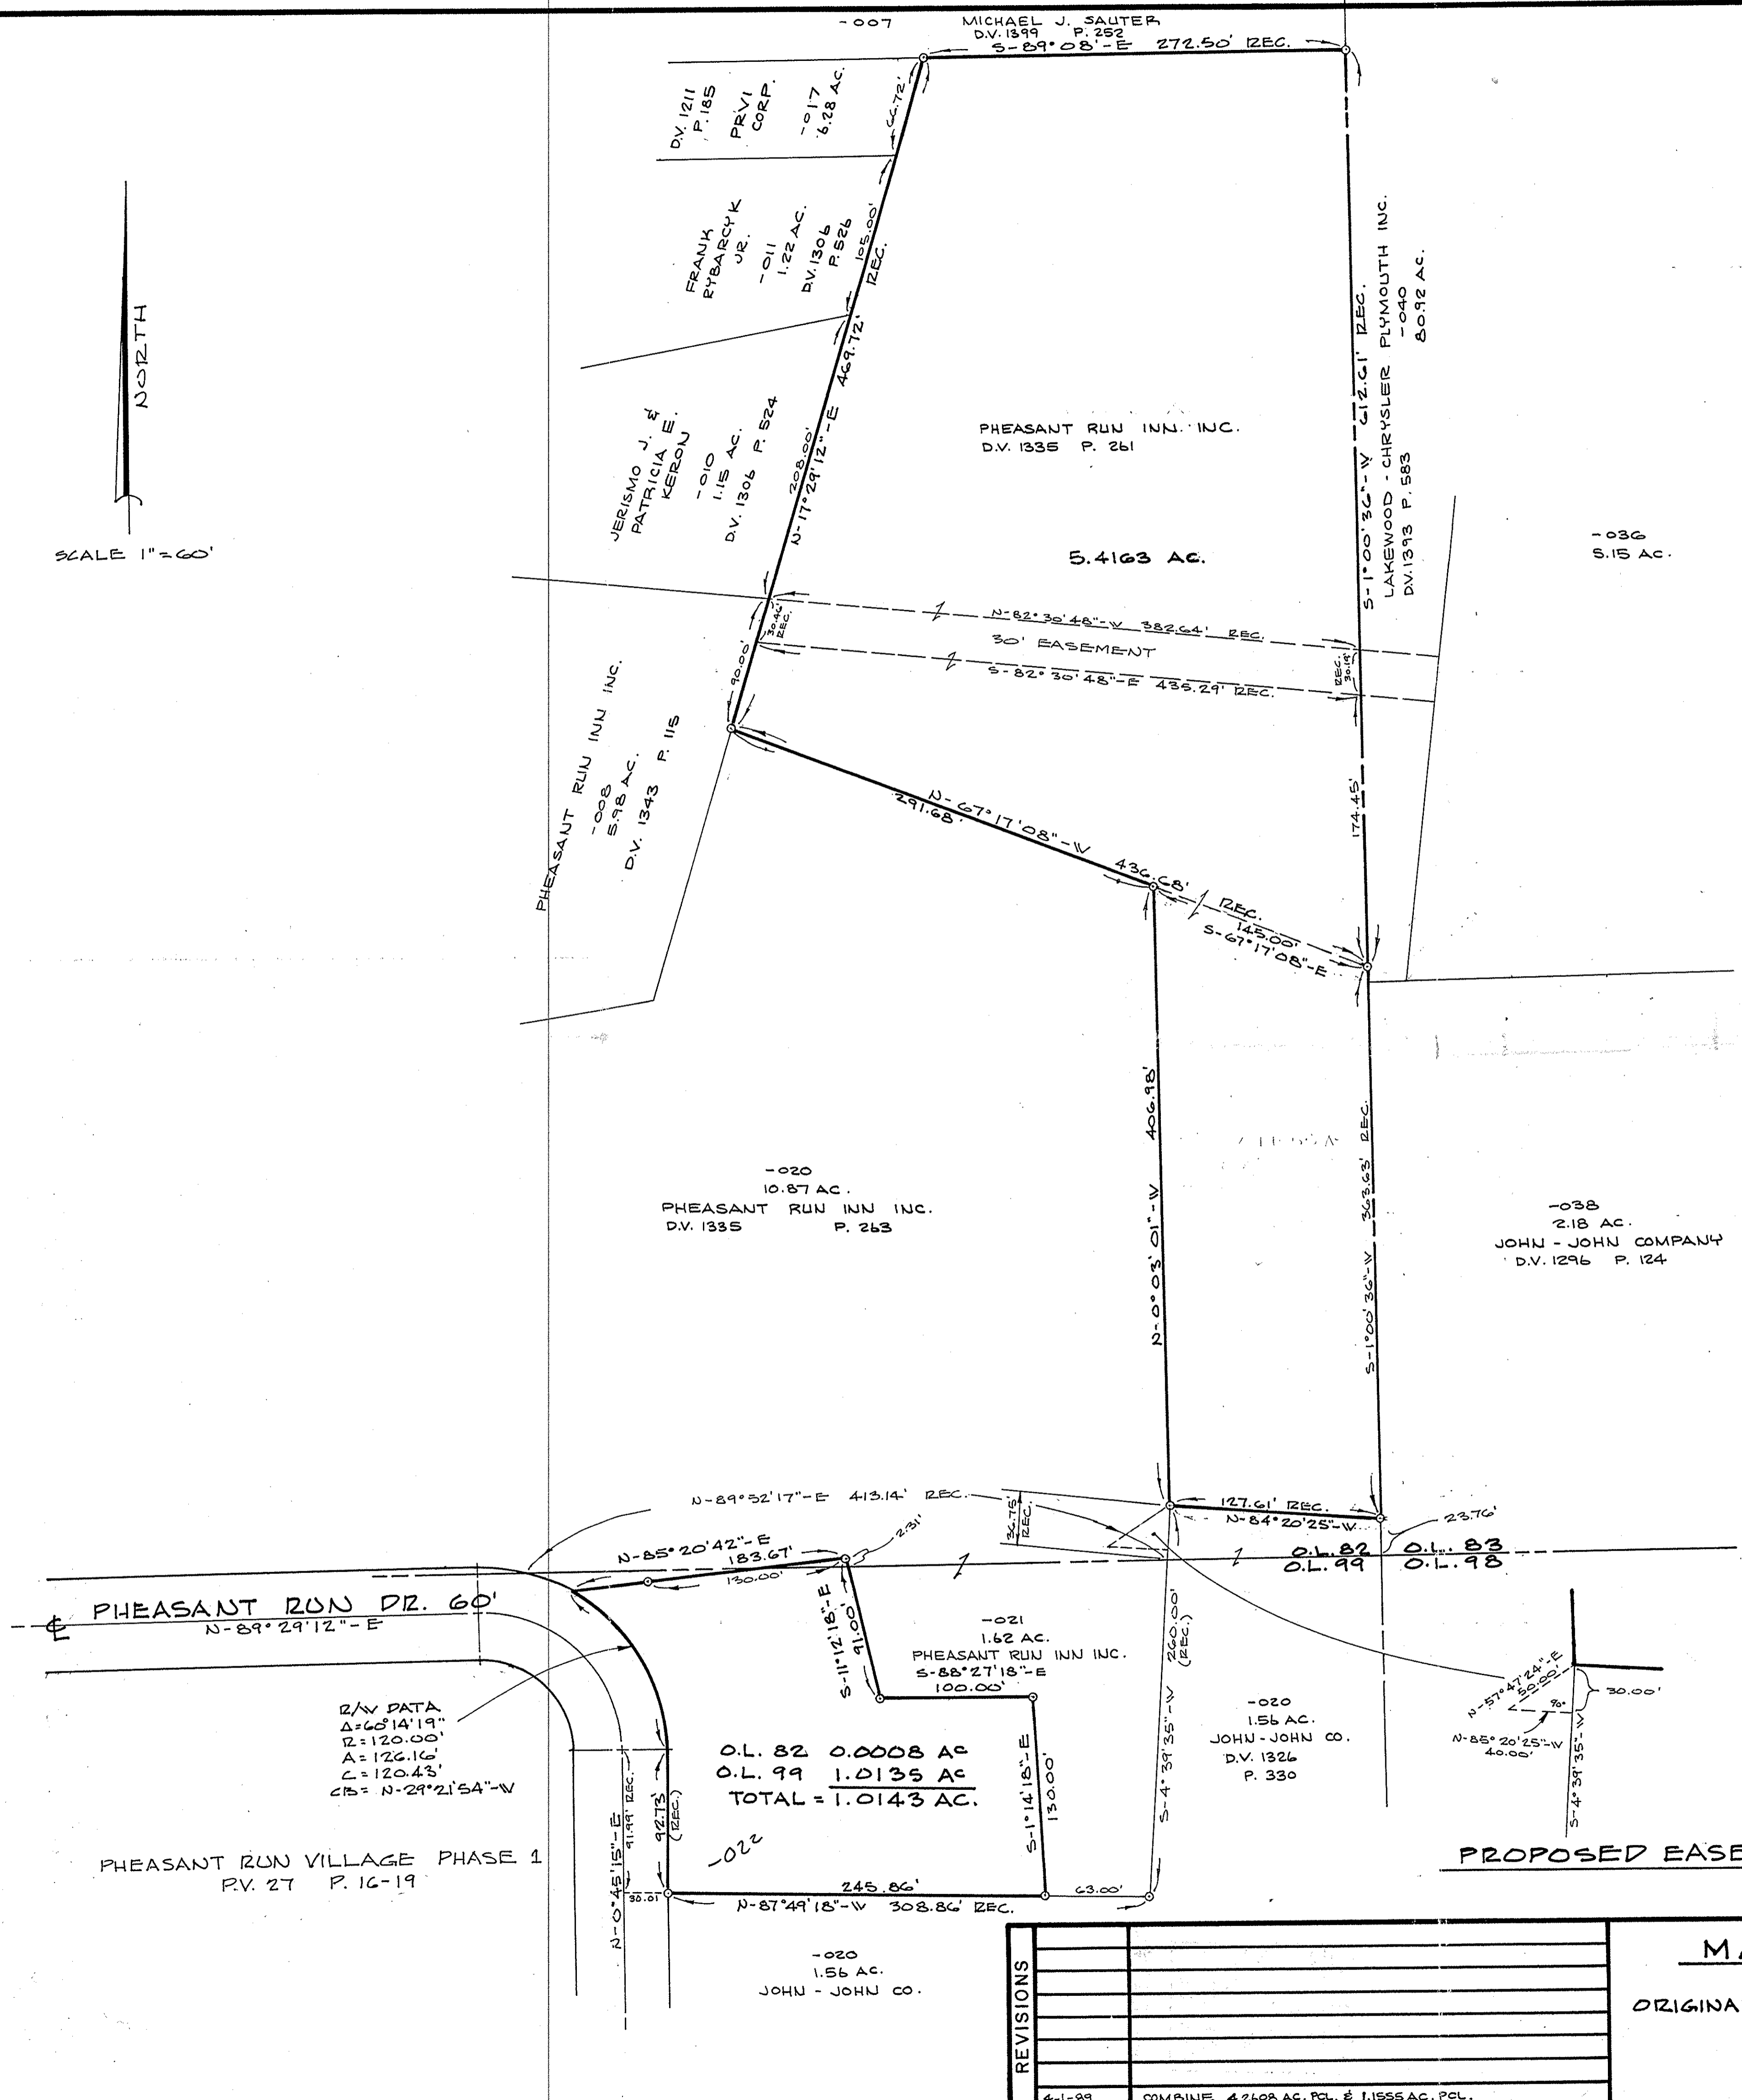 -007
MICHAEL J. SAUTER
D.V. 1399 P. 252
S-89°08'-E 272.50' REC.
D.V. 1211
P. 185
PRVI
CORP.
-017
6.28 AC.
66.72'
FRANK
RYBARCYK
JR.
-011
1.22 AC.
D.V. 1306
P. 526
105.00'
REC.
NORTH
SCALE 1"=60'
JERISMO J. &
PATRICIA E.
KERON
-010
1.15 AC.
D.V. 1306 P. 524
208.00'
N-17°29'12"-E 469.72'
PHEASANT RUN INN. INC.
D.V. 1335 P. 261
5.4163 AC.
S-1°00'36"-W 612.61' REC.
LAKEWOOD - CHRYSLER PLYMOUTH INC.
-040
D.V. 1393 P. 583
80.92 AC.
-036
5.15 AC.
N-82°30'48"-W 382.64' REC.
30' EASEMENT
S-82°30'48"-E 435.29' REC.
30.46'
REC.
90.00'
REC.
30.19'
174.45'
PHEASANT RUN INN INC.
-008
5.98 AC.
D.V. 1343 P. 115
N-67°17'08"-W 436.68' REC.
291.68'
145.00'
S-67°17'08"-E
406.98'
N-0°03'01"-W
S-1°00'36"-W 363.63' REC.
-020
10.87 AC.
PHEASANT RUN INN INC.
D.V. 1335 P. 263
-038
2.18 AC.
JOHN - JOHN COMPANY
D.V. 1296 P. 124
N-89°52'17"-E 413.14' REC.
36.75'
REC.
127.61' REC.
N-84°20'25"-W
23.76'
O.L. 82 O.L. 83
O.L. 99 O.L. 98
N-85°20'42"-E
183.67'
130.00'
2.31'
PHEASANT RUN DR. 60'
N-89°29'12"-E
S-11°12'18"-E
91.00'
-021
1.62 AC.
PHEASANT RUN INN INC.
S-88°27'18"-E
100.00'
260.00'
(REC.)
S-4°39'35"-W
N-57°47'24"-E
50.00'
30.00'
90°
N-85°20'25"-W
40.00'
S-4°39'35"-W
R/W DATA
Δ=60°14'19"
R=120.00'
A=126.16'
C=120.43'
CB= N-29°21'54"-W
O.L. 82 0.0008 AC
O.L. 99 1.0135 AC
TOTAL = 1.0143 AC.
-020
1.56 AC.
JOHN-JOHN CO.
D.V. 1326
P. 330
S-1°14'18"-E
130.00'
-022
N-0°45'15"-E
91.99' REC.
92.73'
(REC.)
PHEASANT RUN VILLAGE PHASE 1
P.V. 27 P. 16-19
PROPOSED EASE
30.01
245.86'
63.00'
N-87°49'18"-W 308.86' REC.
-020
1.56 AC.
JOHN - JOHN CO.
REVISIONS
MA
ORIGINA
4-1-89 COMBINE 4.2608 AC. PCL. & 1.1555 AC. PCL.